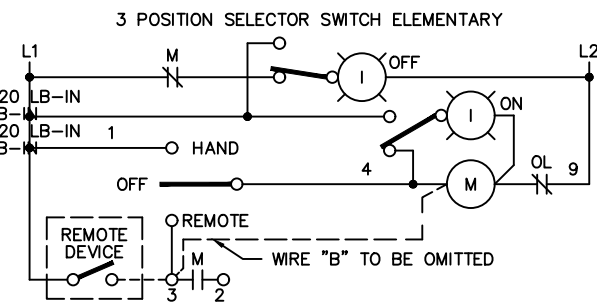 3 POSITION SELECTOR SWITCH ELEMENTARY
L1
L2
M
I
OFF
20 LB-IN
B-
20 LB-IN
B-
1
HAND
I
ON
OFF
4
M
OL
9
REMOTE
DEVICE
REMOTE
M
3
2
WIRE "B" TO BE OMITTED